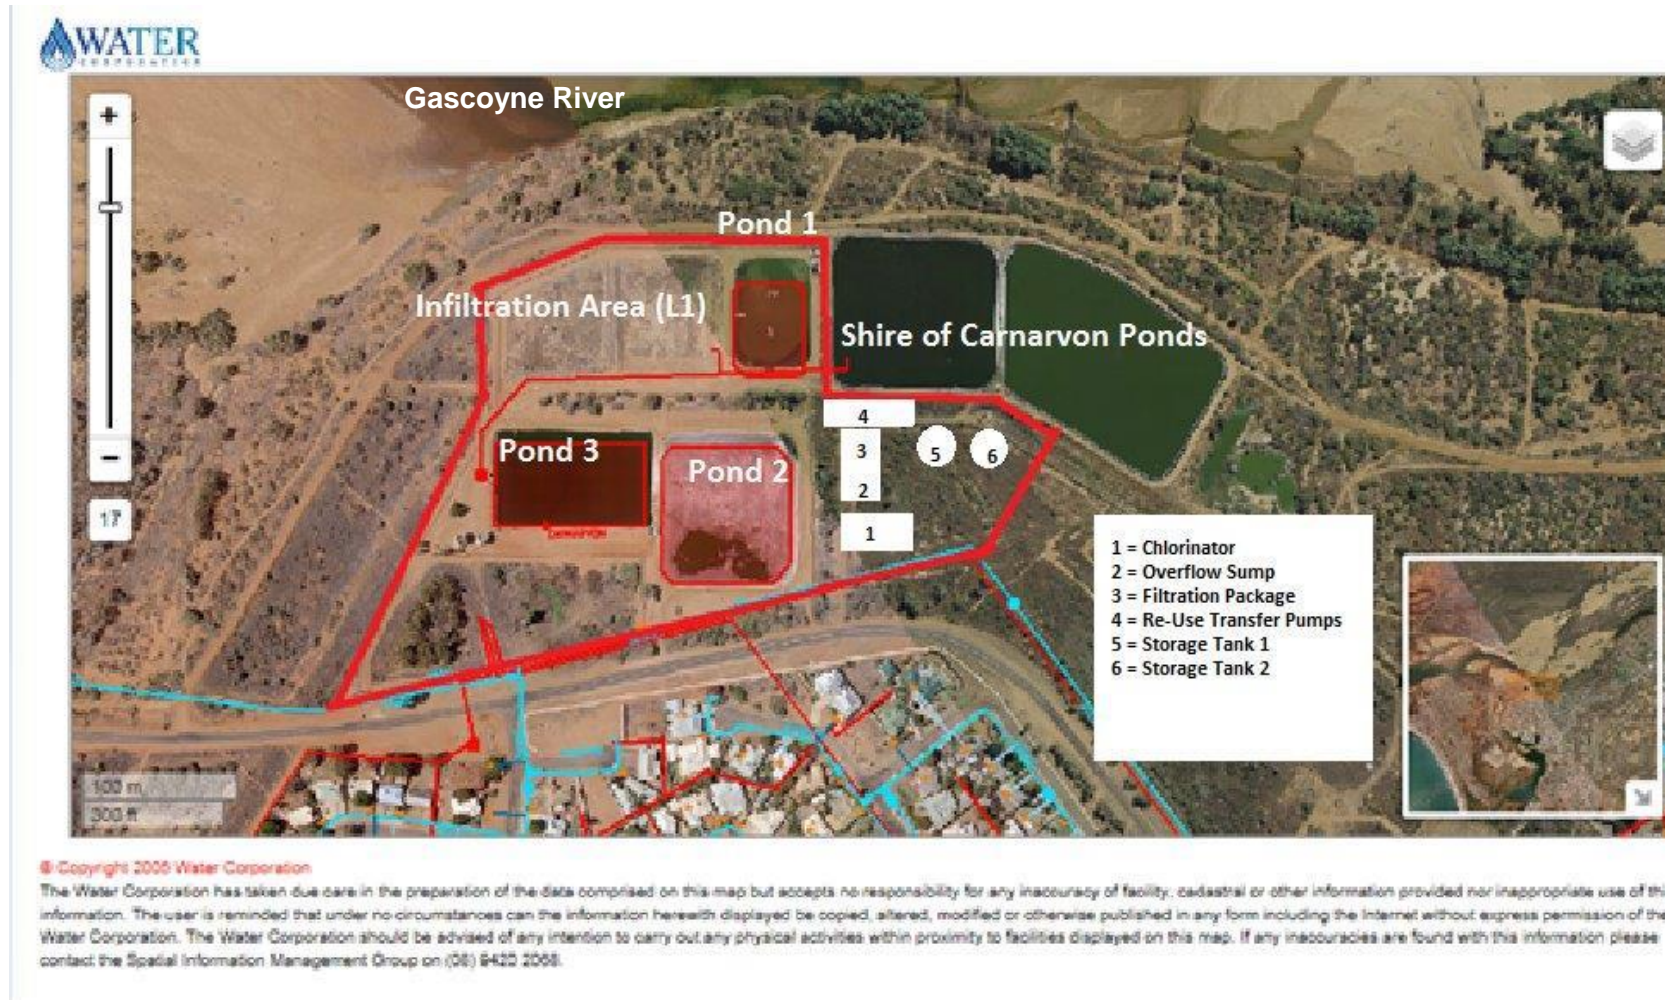 WATER
CORPORATION
Gascoyne River
+
Pond 1
Infiltration Area (L1)
Shire of Carnarvon Ponds
4
Pond 3
3
5
6
Pond 2
2
−
17
1
CARNARVON
1 = Chlorinator
2 = Overflow Sump
3 = Filtration Package
4 = Re-Use Transfer Pumps
5 = Storage Tank 1
6 = Storage Tank 2
100 m
300 ft
The Water Corporation has taken due care in the preparation of the data comprised on this map but accepts no responsibility for any inaccuracy of facility, cadastral or other information provided nor inappropriate use of
information. The user is reminded that under no circumstances can the information herewith displayed be copied, altered, modified or otherwise published in any form including the Internet without express permission of the
Water Corporation. The Water Corporation should be advised of any intention to carry out any physical activities within proximity to facilities displayed on this map. If any inaccuracies are found with this information please
contact the Spatial Information Management Group on (08)